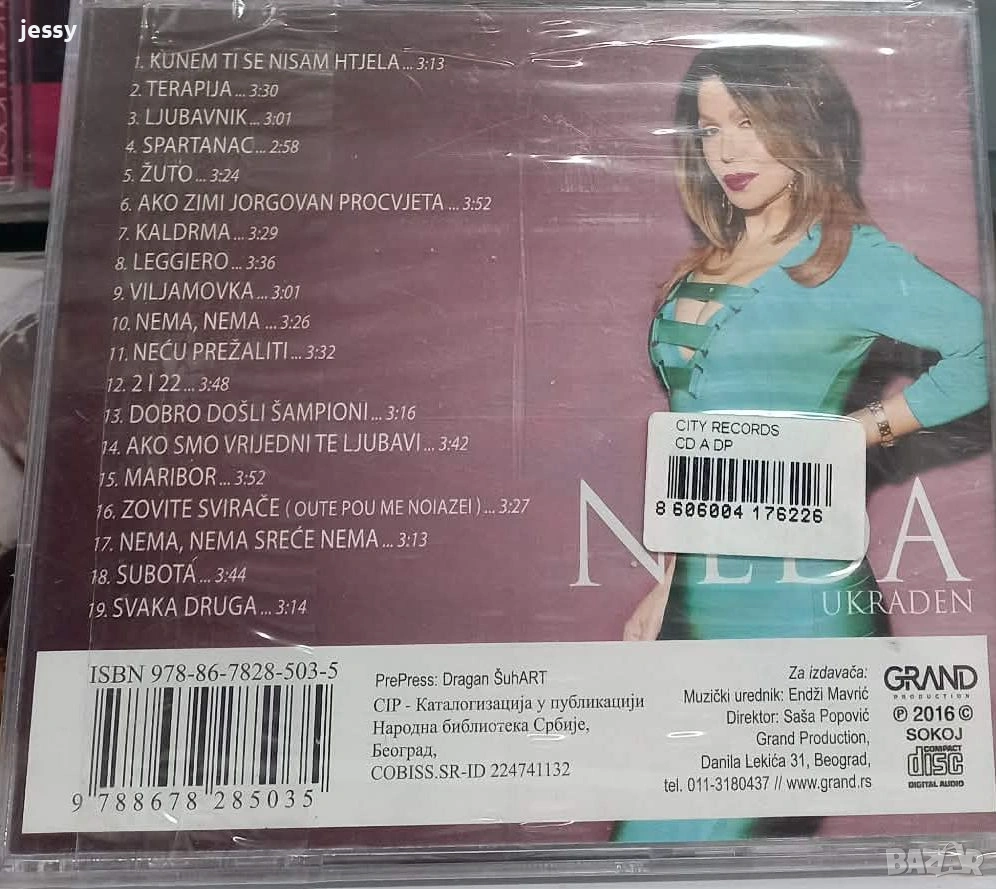 jessy
1. KUNEM TI SE NISAM HTJELA... 3:13
2. TERAPIJA... 3:30
3. LJUBAVNIK... 3:01
4. SPARTANAC... 2:58
5. ŽUTO... 3:24
6. AKO ZIMI JORGOVAN PROCVJETA... 3:52
7. KALDRMA... 3:29
8. LEGGIERO... 3:36
9. VILJAMOVKA... 3:01
10. NEMA, NEMA... 3:26
11. NEĆU PREŽALITI... 3:32
12. 2 I 22... 3:48
13. DOBRO DOŠLI ŠAMPIONI... 3:16
14. AKO SMO VRIJEDNI TE LJUBAVI... 3:42
15. MARIBOR... 3:52
16. ZOVITE SVIRAČE ( OUTE POU ME NOIAZEI )... 3:27
17. NEMA, NEMA SREĆE NEMA... 3:13
18. SUBOTA... 3:44
19. SVAKA DRUGA... 3:14
CITY RECORDS
CD A DP
8 606004 176226
NEDA
UKRADEN
ISBN 978-86-7828-503-5
9 788678 285035
PrePress: Dragan ŠuhART
CIP - Каталогизација у публикацији
Народна библиотека Србије,
Београд,
COBISS.SR-ID 224741132
Za izdavača:
Muzički urednik: Endži Mavrić
Direktor: Saša Popović
Grand Production,
Danila Lekića 31, Beograd,
tel. 011-3180437 // www.grand.rs
GRAND
PRODUCTION
℗ 2016 ©
SOKOJ
COMPACT
disc
DIGITAL AUDIO
BAZAR